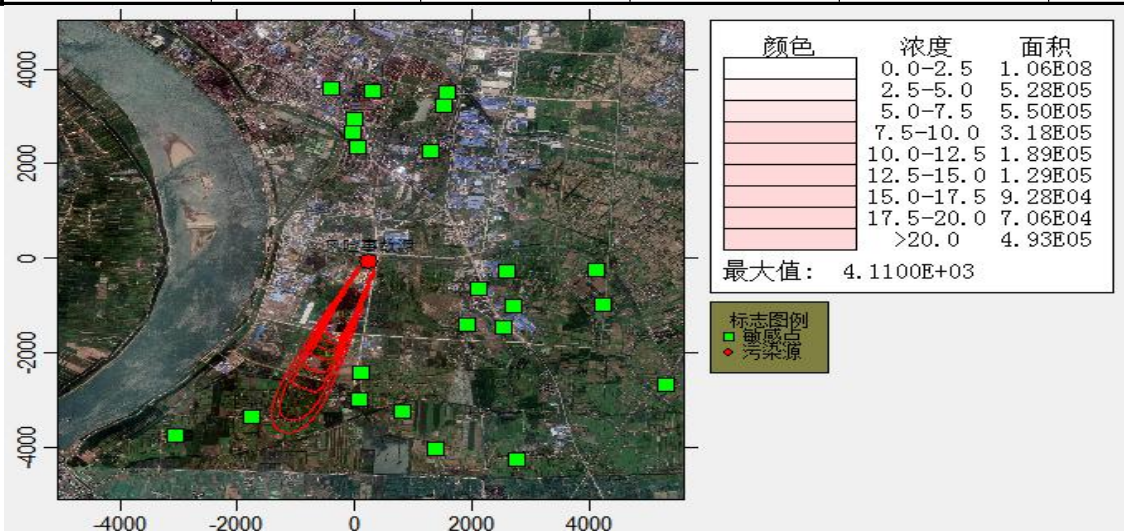 颜色 浓度 面积
0.0-2.5 1.06E08
2.5-5.0 5.28E05
5.0-7.5 5.50E05
7.5-10.0 3.18E05
10.0-12.5 1.89E05
12.5-15.0 1.29E05
15.0-17.5 9.28E04
17.5-20.0 7.06E04
>20.0 4.93E05
最大值: 4.1100E+03
标志图例
敏感点
污染源
4000
2000
0
-2000
-4000
-4000 -2000 0 2000 4000